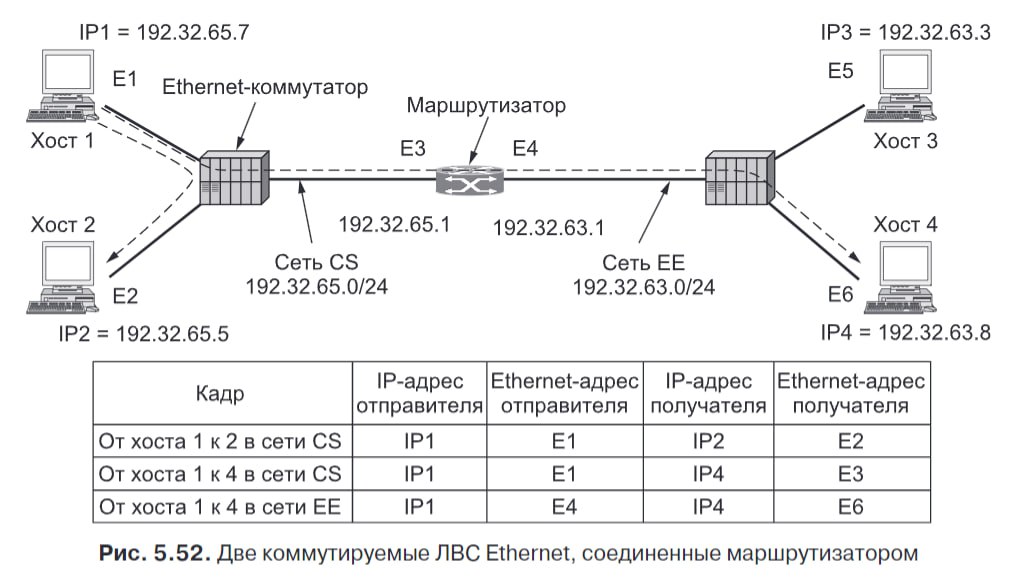 IP1 = 192.32.65.7
IP3 = 192.32.63.3
E1
Ethernet-коммутатор
Маршрутизатор
E5
Хост 1
E3
E4
Хост 3
Хост 2
192.32.65.1
192.32.63.1
Хост 4
Сеть CS
192.32.65.0/24
Сеть EE
192.32.63.0/24
E2
E6
IP2 = 192.32.65.5
IP4 = 192.32.63.8
Кадр
IP-адрес
отправителя
Ethernet-адрес
отправителя
IP-адрес
получателя
Ethernet-адрес
получателя
От хоста 1 к 2 в сети CS IP1 E1 IP2 E2
От хоста 1 к 4 в сети CS IP1 E1 IP4 E3
От хоста 1 к 4 в сети EE IP1 E4 IP4 E6
Рис. 5.52. Две коммутируемые ЛВС Ethernet, соединенные маршрутизатором